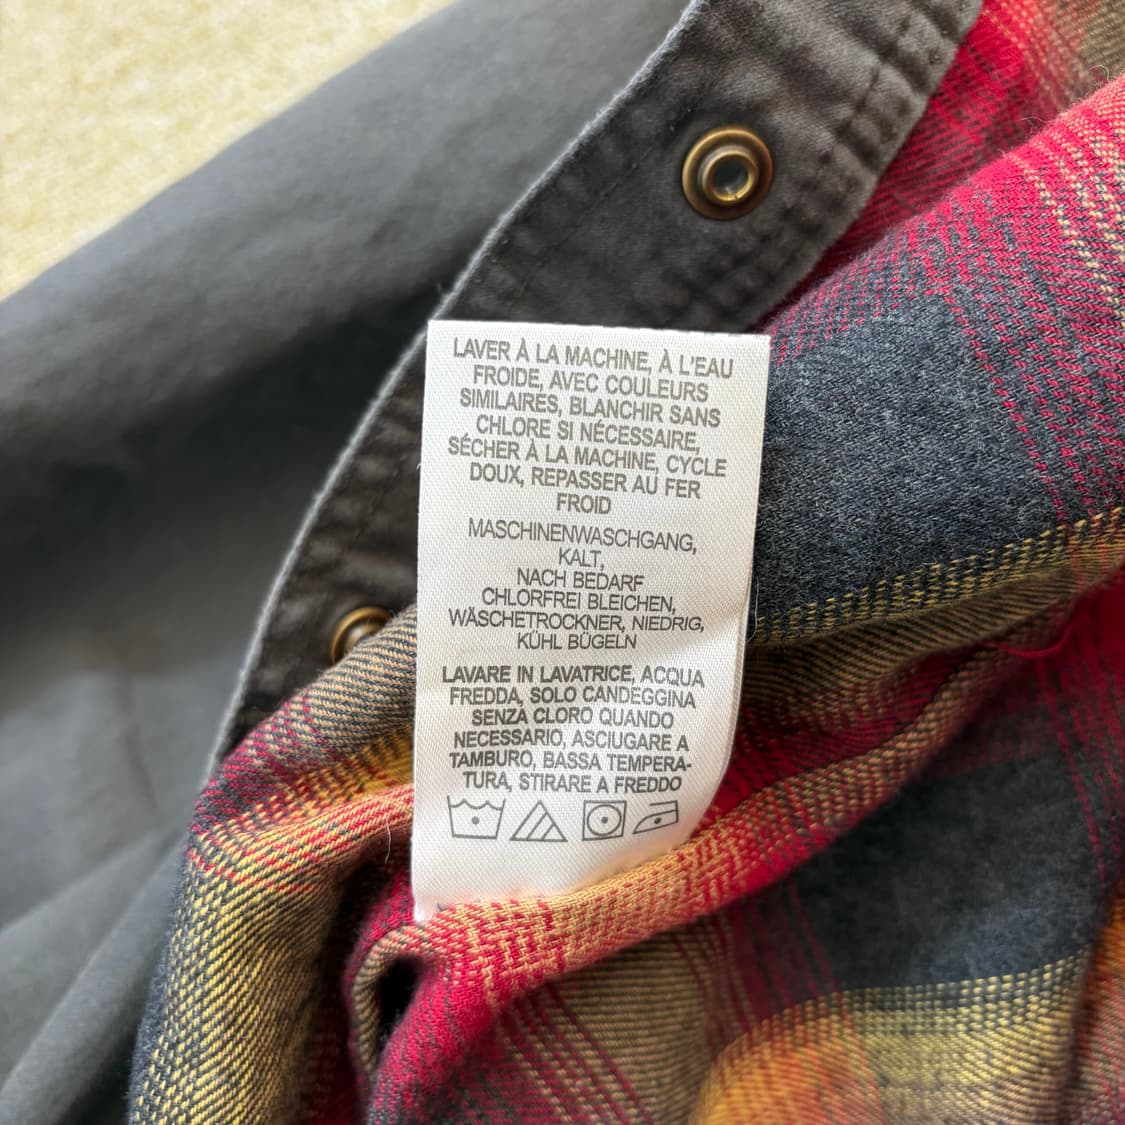 LAVER À LA MACHINE, À L'EAU
FROIDE, AVEC COULEURS
SIMILAIRES, BLANCHIR SANS
CHLORE SI NÉCESSAIRE,
SÉCHER À LA MACHINE, CYCLE
DOUX, REPASSER AU FER
FROID
MASCHINENWASCHGANG,
KALT,
NACH BEDARF
CHLORFREI BLEICHEN,
WÄSCHETROCKNER, NIEDRIG,
KÜHL BÜGELN
LAVARE IN LAVATRICE, ACQUA
FREDDA, SOLO CANDEGGINA
SENZA CLORO QUANDO
NECESSARIO, ASCIUGARE A
TAMBURO, BASSA TEMPERA-
TURA, STIRARE A FREDDO